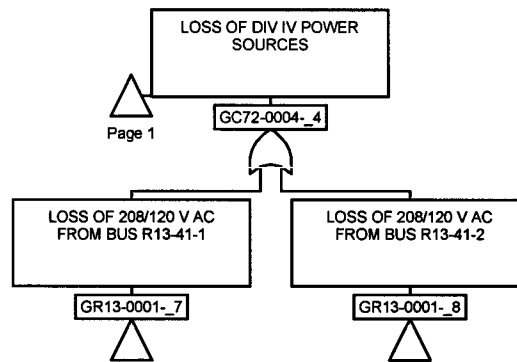 LOSS OF DIV IV POWER
SOURCES
Page 1
GC72-0004-_4
LOSS OF 208/120 V AC
FROM BUS R13-41-1
LOSS OF 208/120 V AC
FROM BUS R13-41-2
GR13-0001-_7
GR13-0001-_8